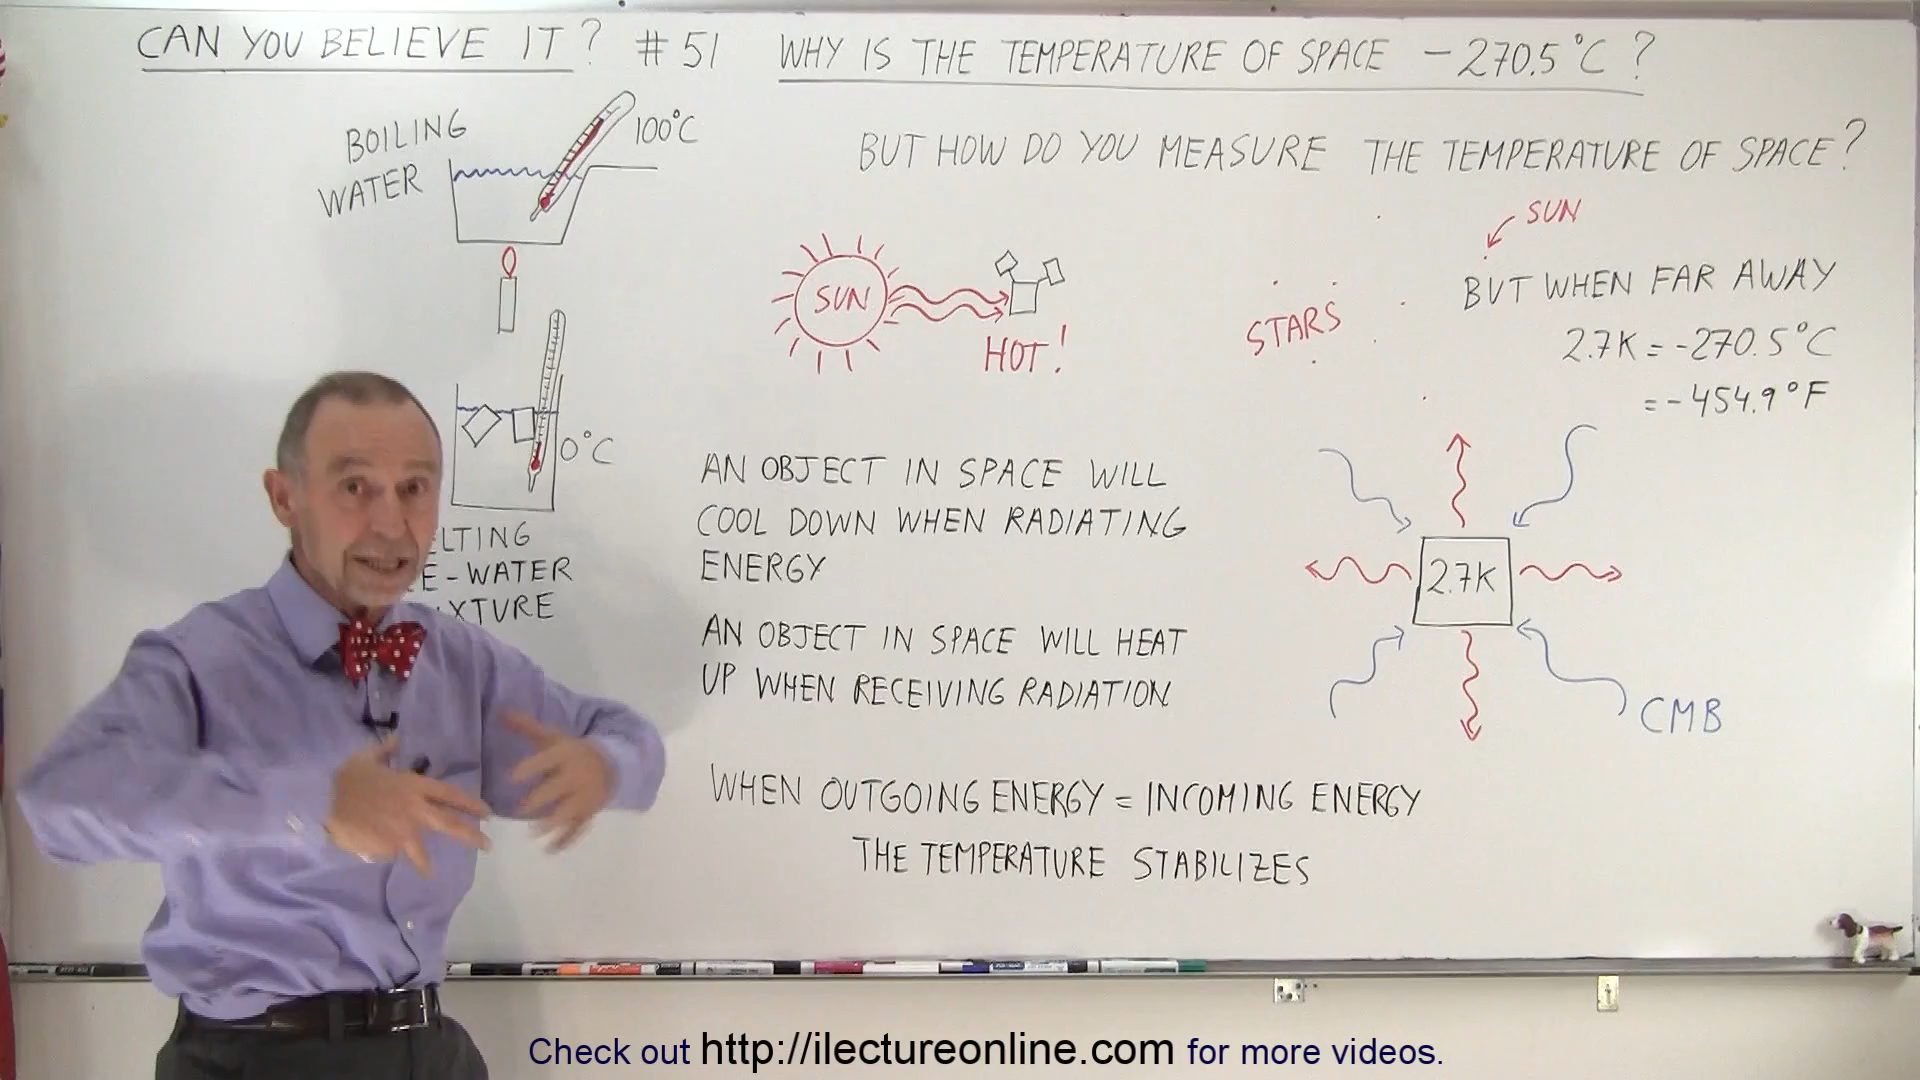 CAN YOU BELIEVE IT? #51 WHY IS THE TEMPERATURE OF SPACE -270.5°C?
BOILING
WATER
100°C
BUT HOW DO YOU MEASURE THE TEMPERATURE OF SPACE?
SUN
SUN
HOT!
STARS
BUT WHEN FAR AWAY
2.7K = -270.5°C
= -454.9°F
0°C
ELTING
E-WATER
XTURE
AN OBJECT IN SPACE WILL
COOL DOWN WHEN RADIATING
ENERGY
AN OBJECT IN SPACE WILL HEAT
UP WHEN RECEIVING RADIATION
2.7K
CMB
WHEN OUTGOING ENERGY = INCOMING ENERGY
THE TEMPERATURE STABILIZES
Check out http://ilectureonline.com for more videos.